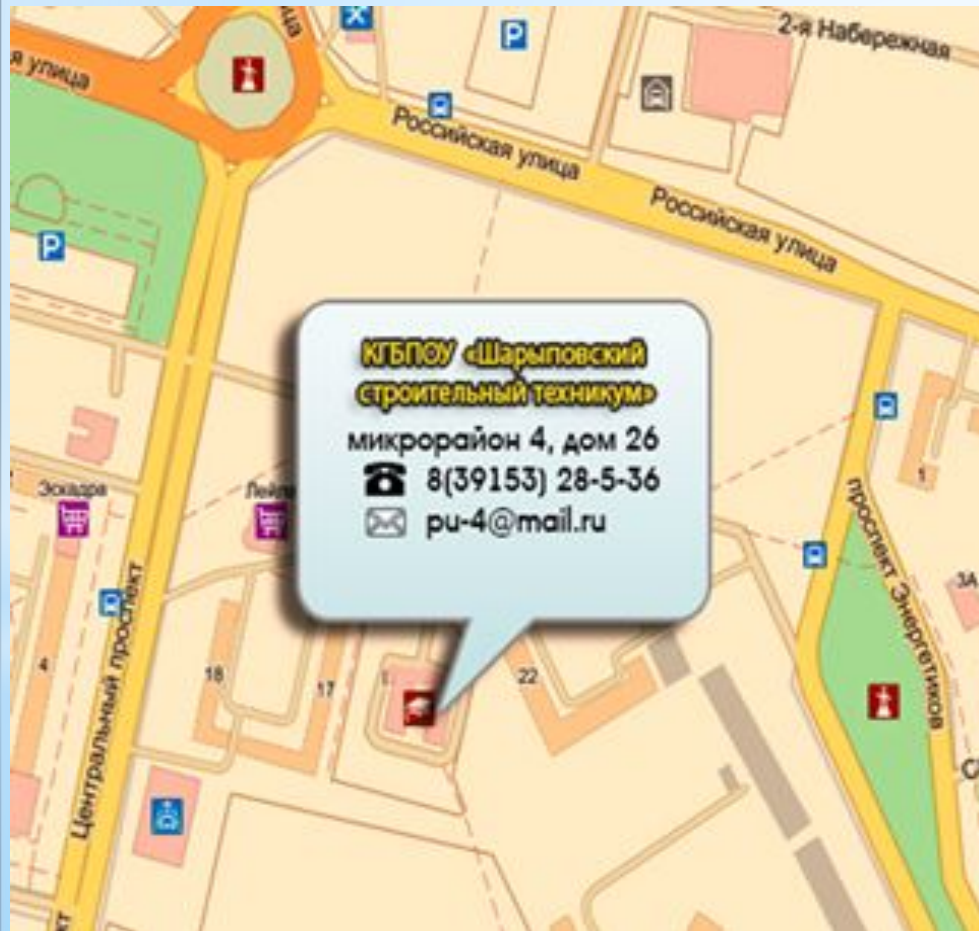 2-я Набережная
я улица
Российская улица
Российская улица
КГБПОУ «Шарыповский
строительный техникум»
микрорайон 4, дом 26
8(39153) 28-5-36
pu-4@mail.ru
Эскадра
1
проспект Энергетиков
3А
Центральный проспект
4
18
17
22
P
P